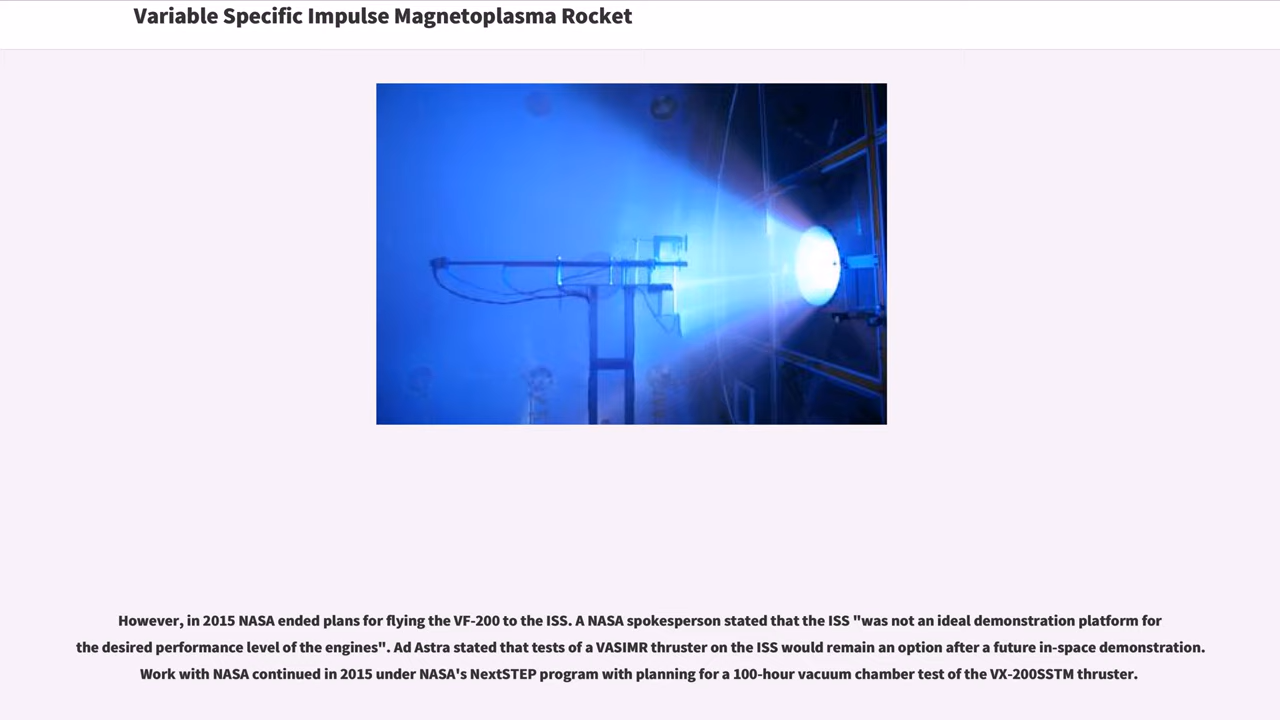 Variable Specific Impulse Magnetoplasma Rocket
However, in 2015 NASA ended plans for flying the VF-200 to the ISS. A NASA spokesperson stated that the ISS "was not an ideal demonstration platform for
the desired performance level of the engines". Ad Astra stated that tests of a VASIMR thruster on the ISS would remain an option after a future in-space demonstration.
Work with NASA continued in 2015 under NASA's NextSTEP program with planning for a 100-hour vacuum chamber test of the VX-200SSTM thruster.